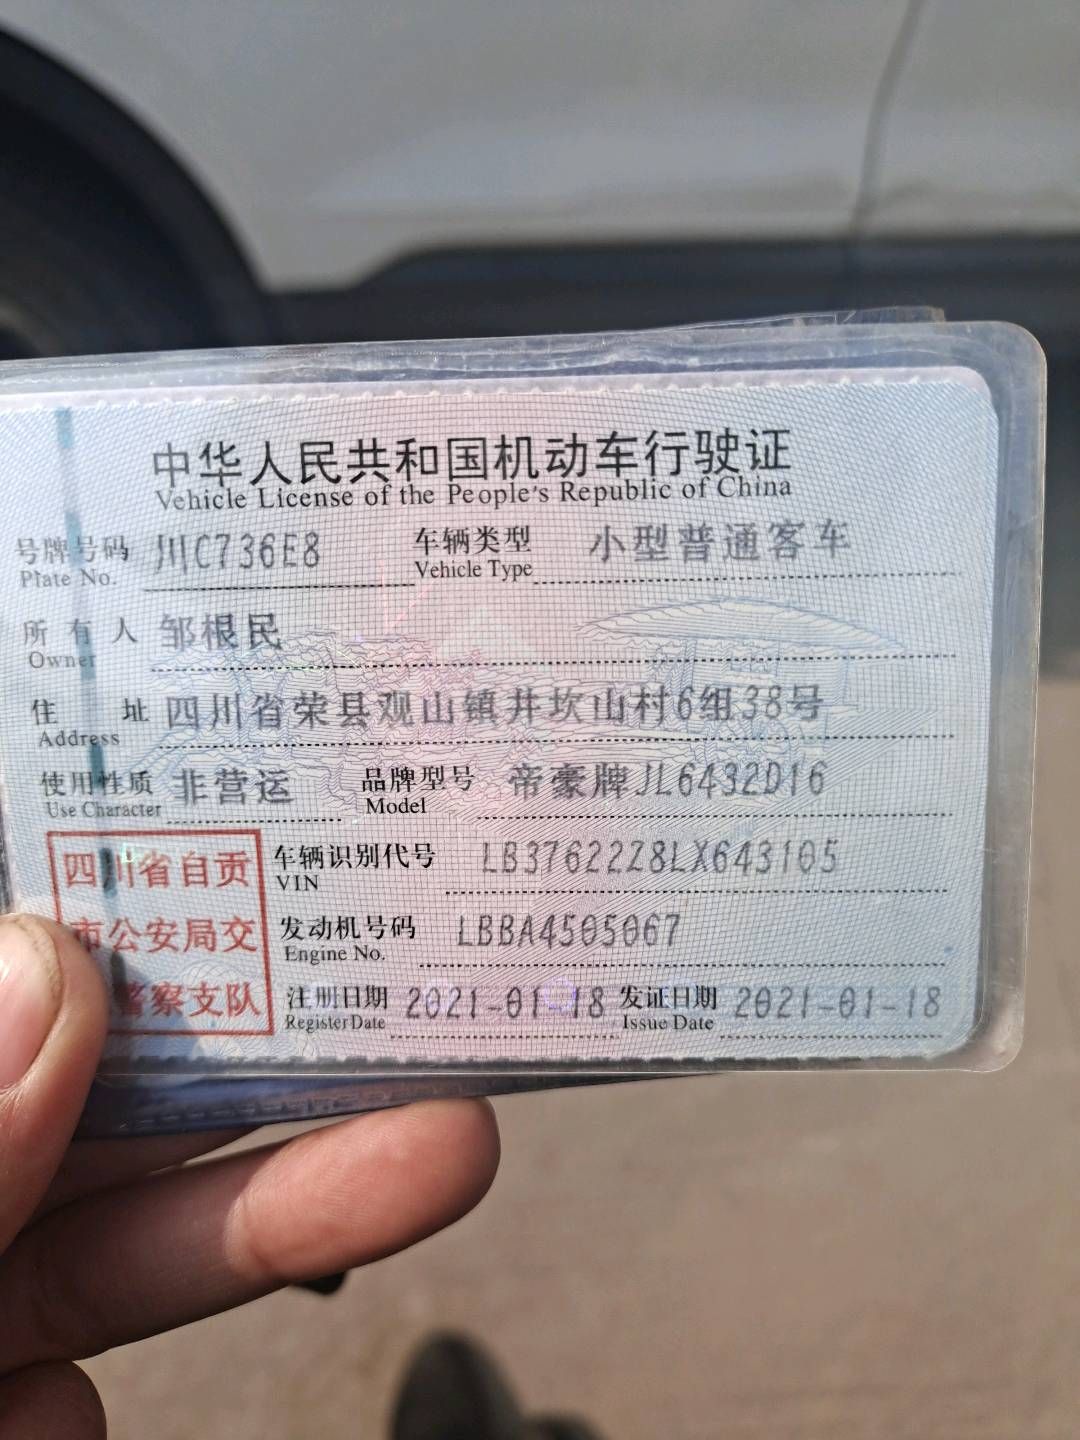 中华人民共和国机动车行驶证
Vehicle License of the People's Republic of China
号牌号码 川C736E8 车辆类型 小型普通客车
Plate No. Vehicle Type
所有人 邹根民
Owner
住址 四川省荣县观山镇井坎山村6组38号
Address
使用性质 非营运 品牌型号 帝豪牌JL6432D16
Use Character Model
四川省自贡 车辆识别代号 LB37622Z8LX643105
VIN
市公安局交 发动机号码 LBBA4505067
Engine No.
警察支队 注册日期 2021-01-18 发证日期 2021-01-18
Register Date Issue Date